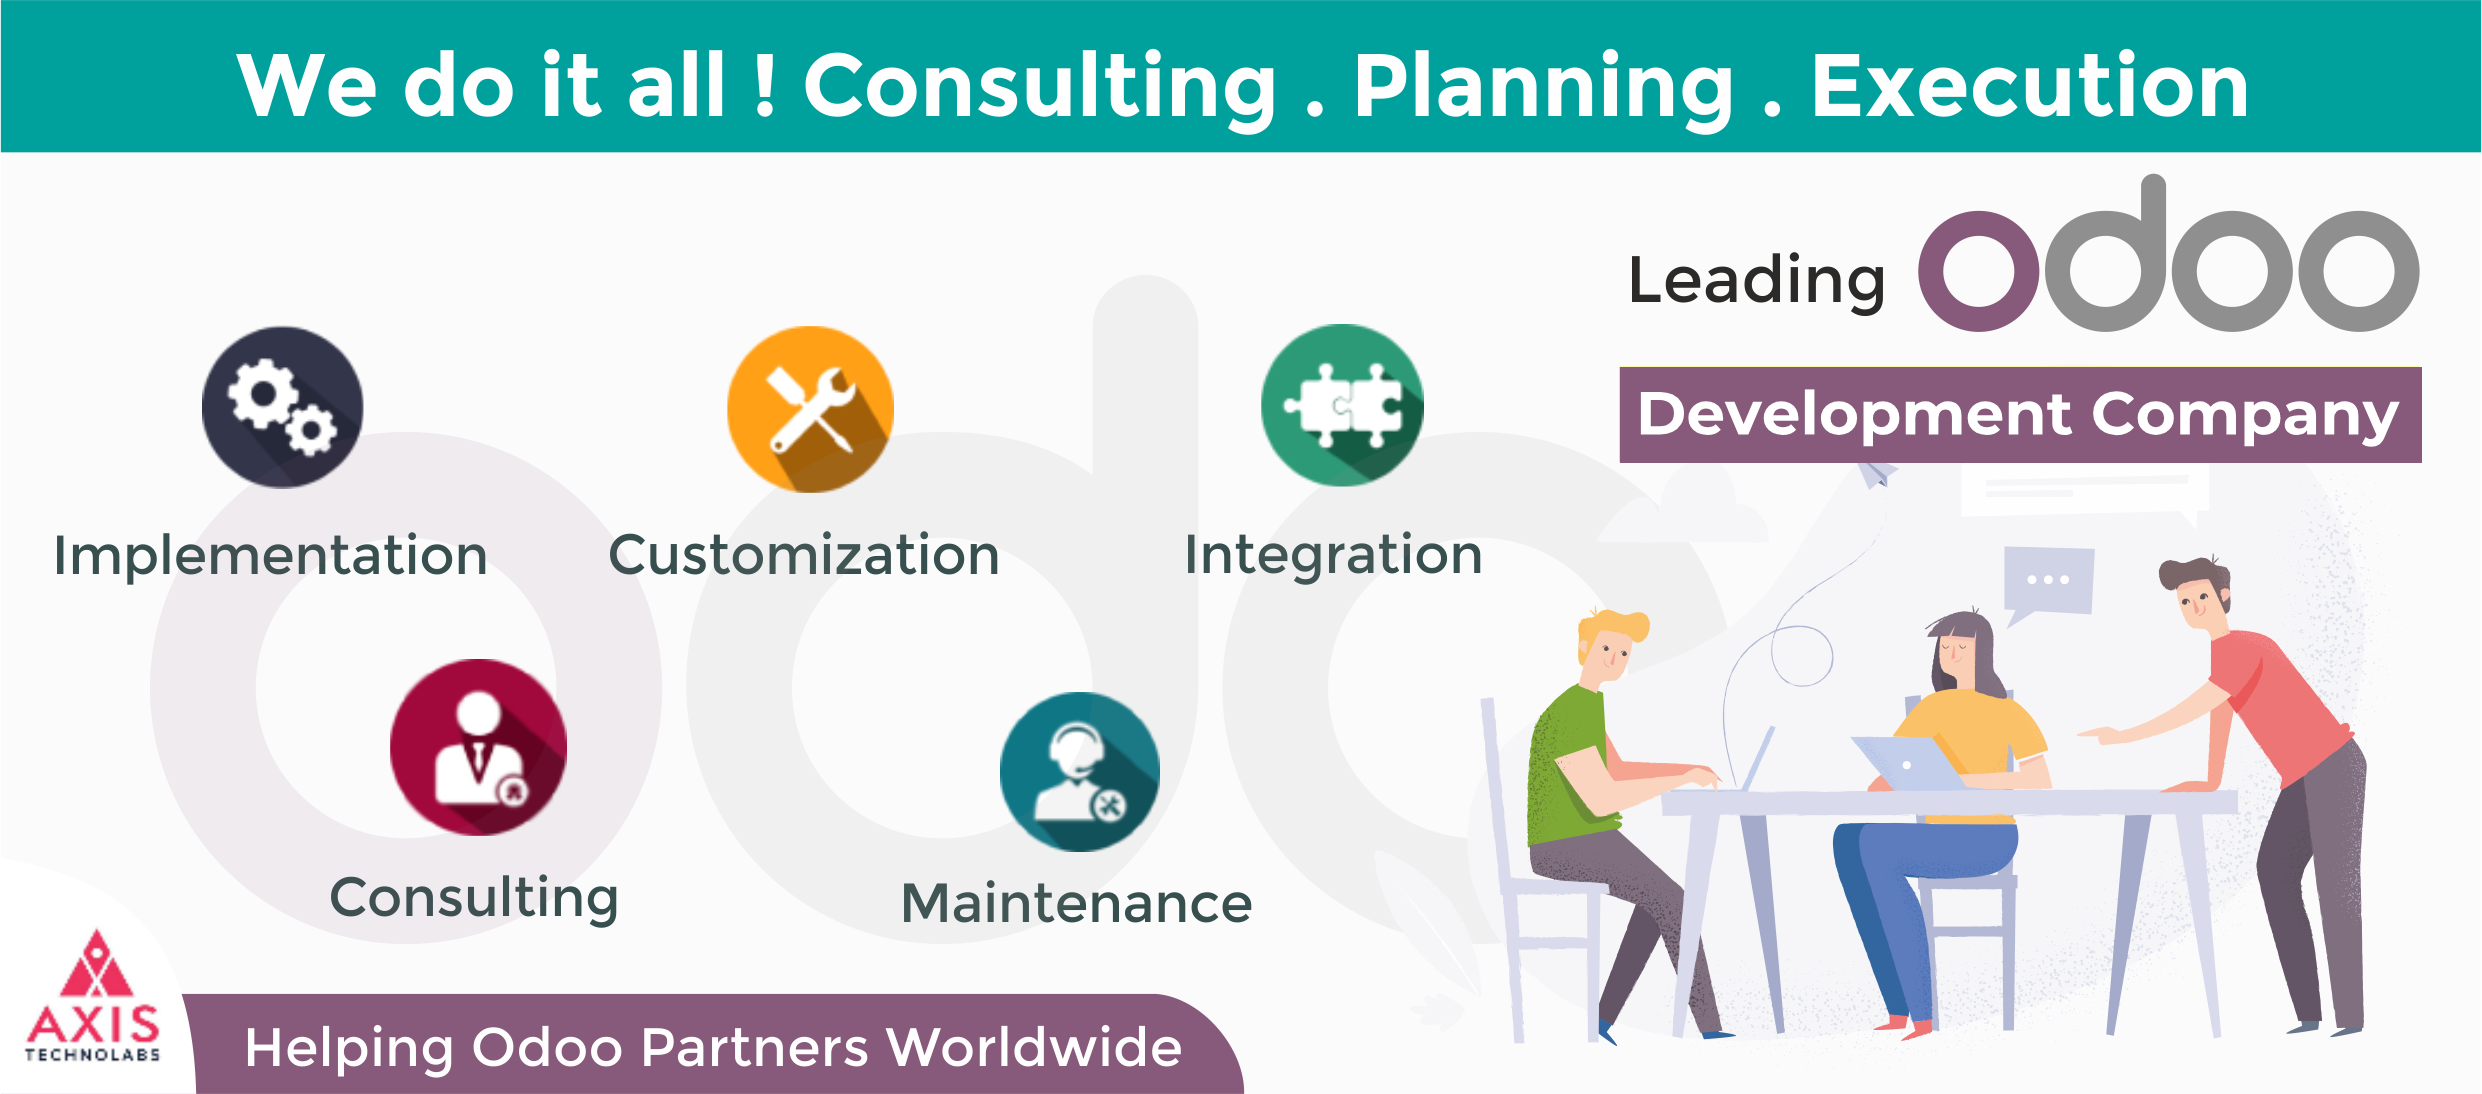 We do it all ! Consulting . Planning . Execution
Leading odoo
Development Company
Implementation
Customization
Integration
Consulting
Maintenance
AXIS
TECHNOLABS
Helping Odoo Partners Worldwide